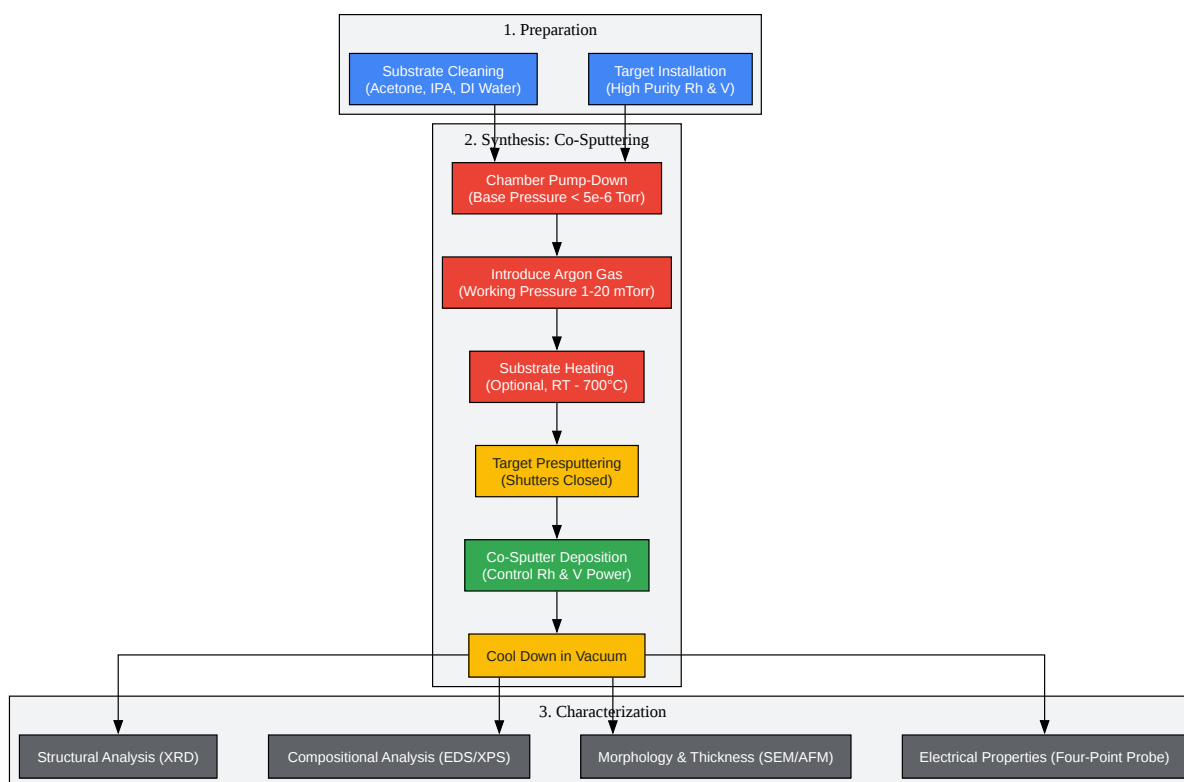 1. Preparation
Substrate Cleaning
(Acetone, IPA, DI Water)
Target Installation
(High Purity Rh & V)
2. Synthesis: Co-Sputtering
Chamber Pump-Down
(Base Pressure < 5e-6 Torr)
Introduce Argon Gas
(Working Pressure 1-20 mTorr)
Substrate Heating
(Optional, RT - 700°C)
Target Presputtering
(Shutters Closed)
Co-Sputter Deposition
(Control Rh & V Power)
Cool Down in Vacuum
3. Characterization
Structural Analysis (XRD)
Compositional Analysis (EDS/XPS)
Morphology & Thickness (SEM/AFM)
Electrical Properties (Four-Point Probe)